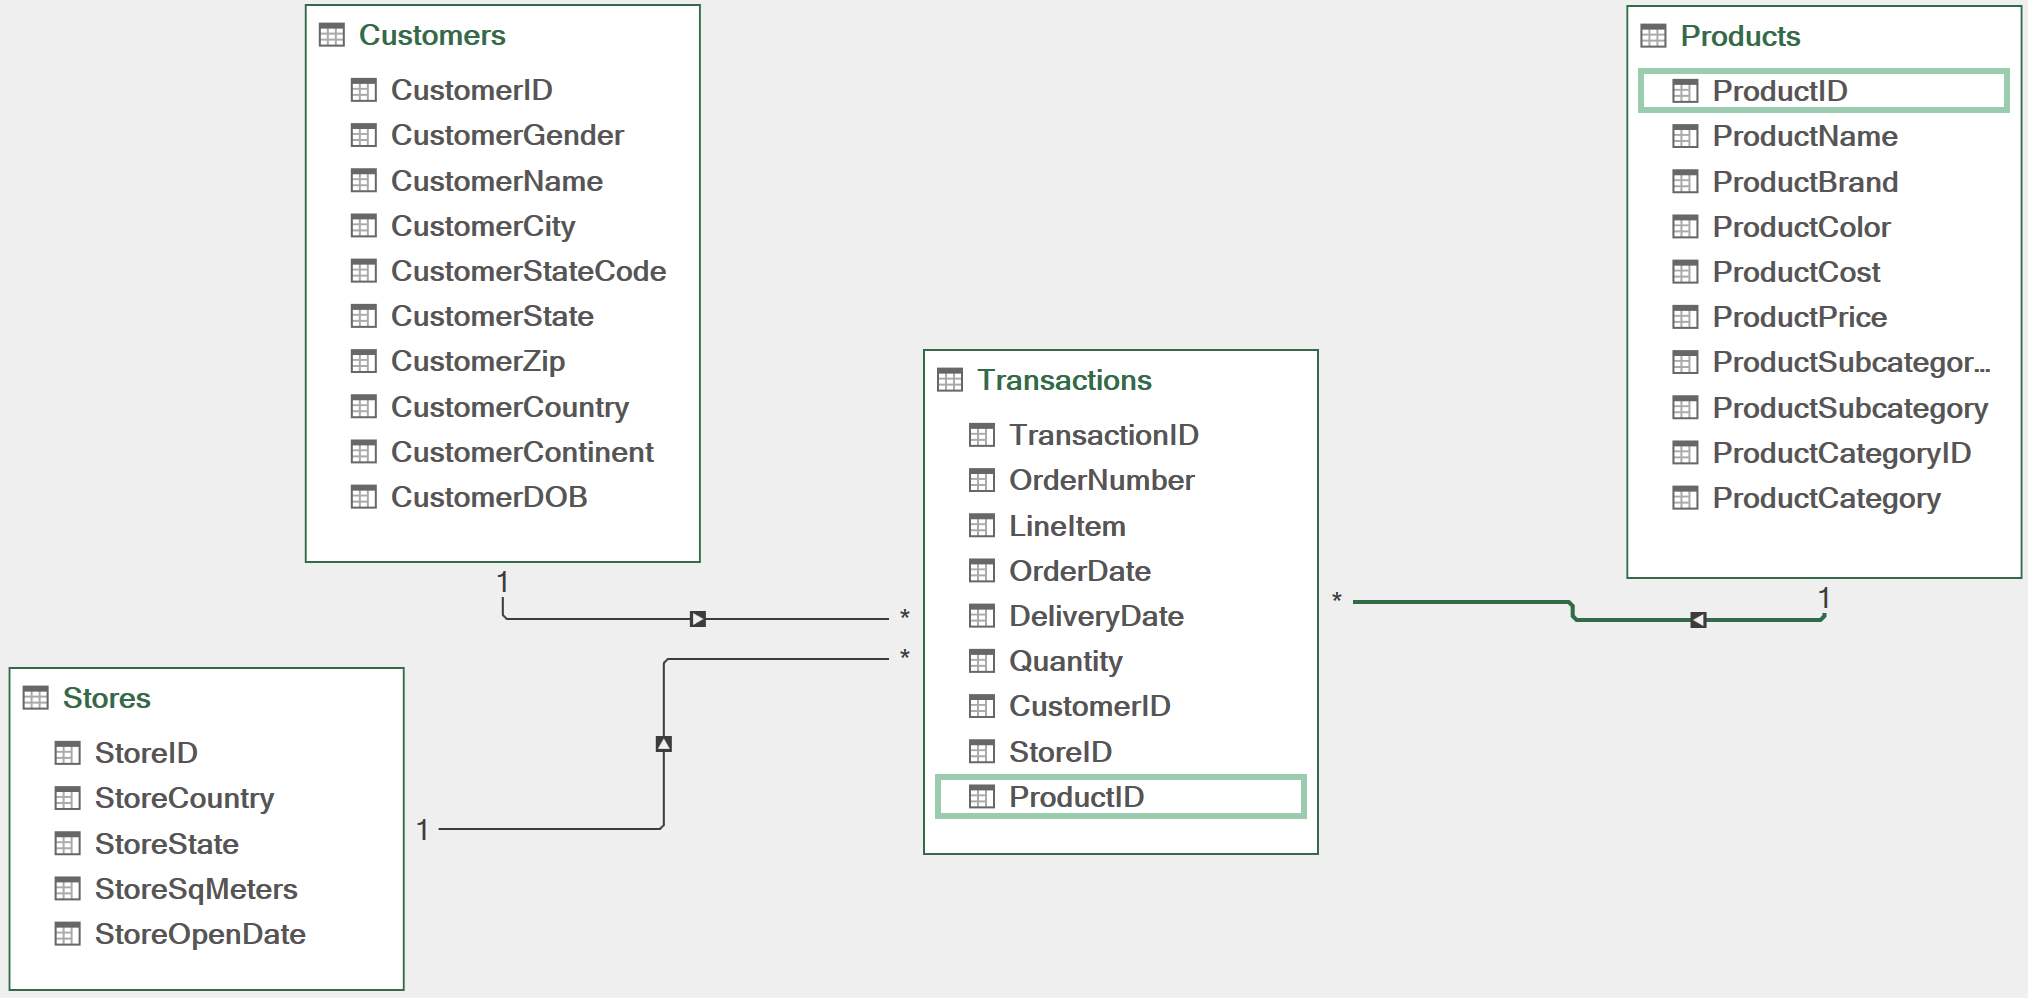 Customers
CustomerID
CustomerGender
CustomerName
CustomerCity
CustomerStateCode
CustomerState
CustomerZip
CustomerCountry
CustomerContinent
CustomerDOB
1
*
Stores
StoreID
StoreCountry
StoreState
StoreSqMeters
StoreOpenDate
1
*
Transactions
TransactionID
OrderNumber
LineItem
OrderDate
DeliveryDate
Quantity
CustomerID
StoreID
ProductID
*
Products
ProductID
ProductName
ProductBrand
ProductColor
ProductCost
ProductPrice
ProductSubcategor...
ProductSubcategory
ProductCategoryID
ProductCategory
1